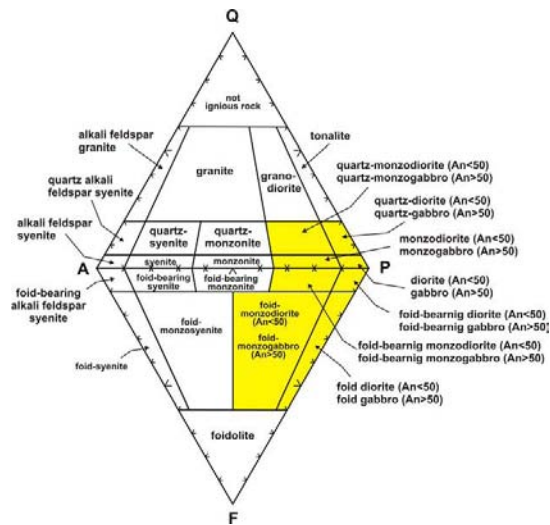 Q
not
ignious rock
alkali feldspar
granite
tonalite
granite
grano-
diorite
quartz-monzodiorite (An<50)
quartz-monzogabbro (An>50)
quartz alkali
feldspar syenite
quartz-diorite (An<50)
quartz-gabbro (An>50)
quartz-
syenite
quartz-
monzonite
alkali feldspar
syenite
monzodiorite (An<50)
monzogabbro (An>50)
syenite
monzonite
A
P
foid-bearing
syenite
foid-bearing
monzonite
diorite (An<50)
gabbro (An>50)
foid-bearing
alkali feldspar
syenite
foid-bearnig diorite (An<50)
foid-bearnig gabbro (An>50)
foid-
monzosyenite
foid-
monzodiorite
(An<50)
foid-
monzogabbro
(An>50)
foid-bearnig monzodiorite (An<50)
foid-bearnig monzogabbro (An>50)
foid-syenite
foid diorite (An<50)
foid gabbro (An>50)
foidolite
F